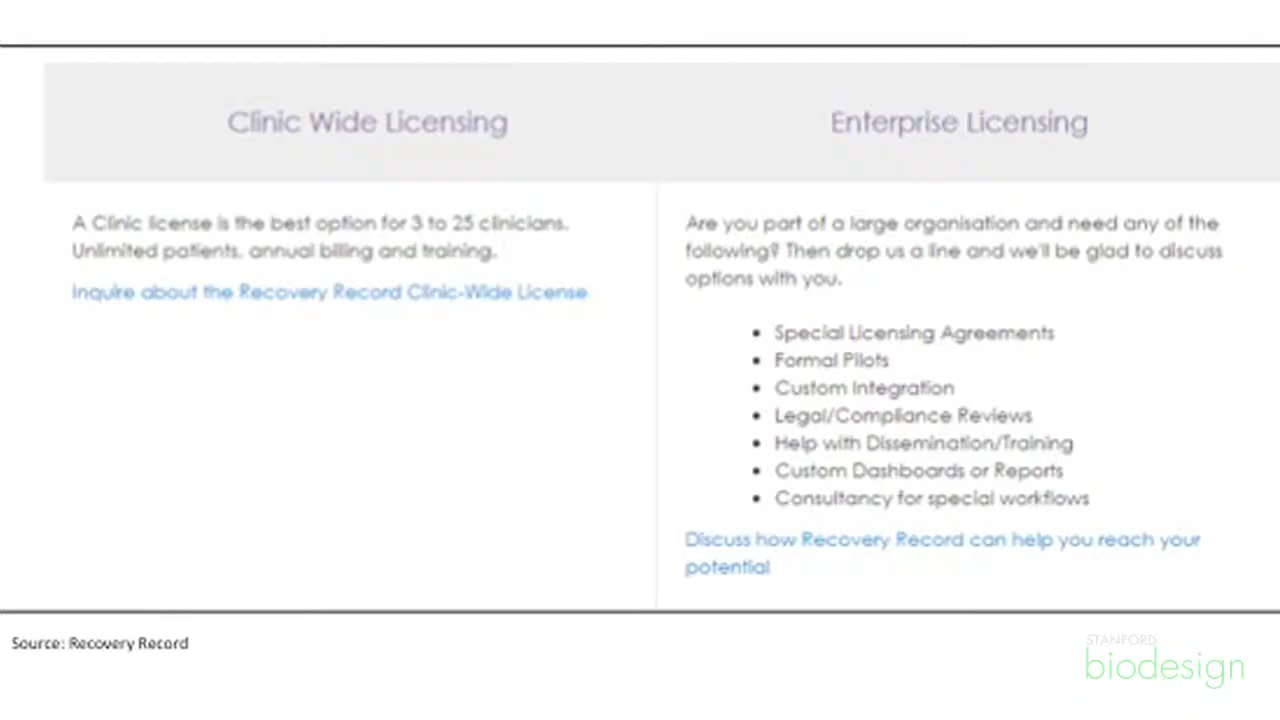 Clinic Wide Licensing
Enterprise Licensing
A Clinic license is the best option for 3 to 25 clinicians.
Unlimited patients, annual billing and training.
Inquire about the Recovery Record Clinic-Wide License
Are you part of a large organisation and need any of the
following? Then drop us a line and we'll be glad to discuss
options with you.
• Special Licensing Agreements
• Formal Pilots
• Custom Integration
• Legal/Compliance Reviews
• Help with Dissemination/Training
• Custom Dashboards or Reports
• Consultancy for special workflows
Discuss how Recovery Record can help you reach your
potential
Source: Recovery Record
STANFORD
biodesign